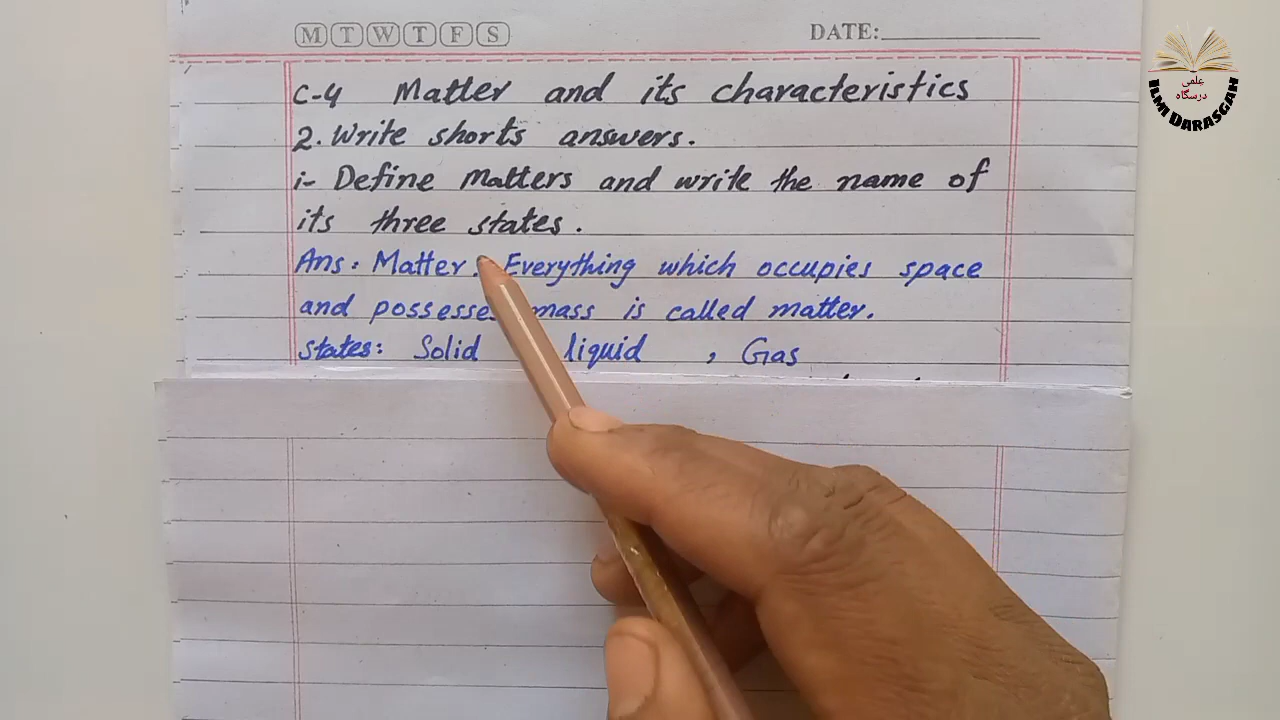 M T W T F S
DATE:
C-4 Matter and its characteristics
2. Write shorts answers.
i- Define Matters and write the name of
its three states.
Ans: Matter: Everything which occupies space
and possesses mass is called matter.
States: Solid liquid , Gas
علمی
درسگاه
ILMI DARASGAH